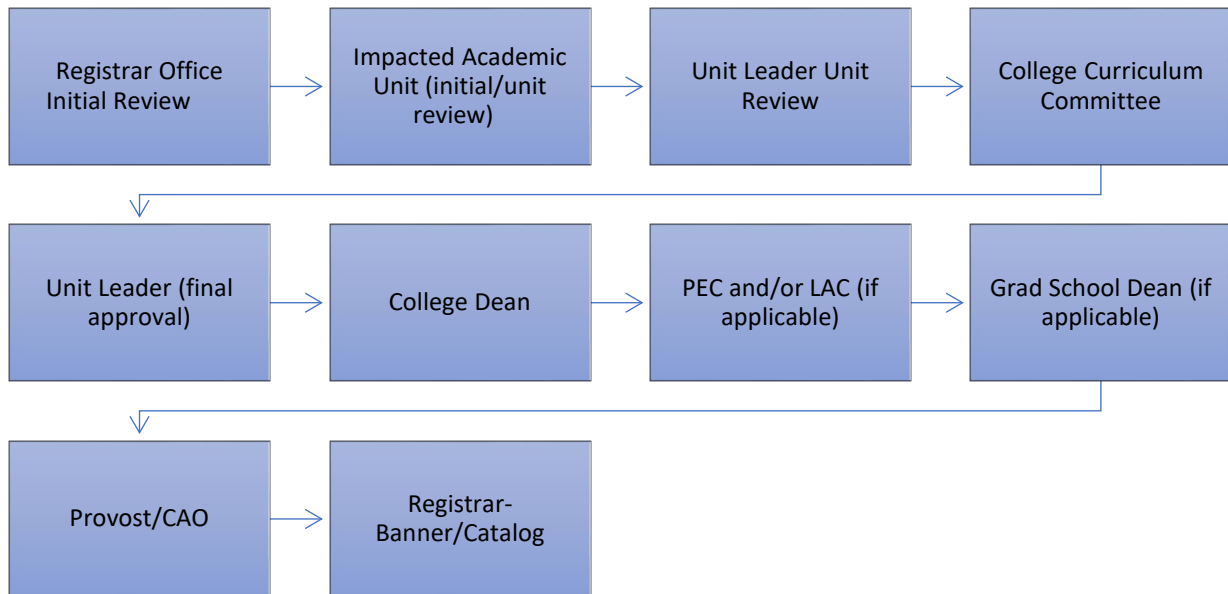 Registrar Office
Initial Review
Impacted Academic
Unit (initial/unit
review)
Unit Leader Unit
Review
College Curriculum
Committee
Unit Leader (final
approval)
College Dean
PEC and/or LAC (if
applicable)
Grad School Dean (if
applicable)
Provost/CAO
Registrar-
Banner/Catalog